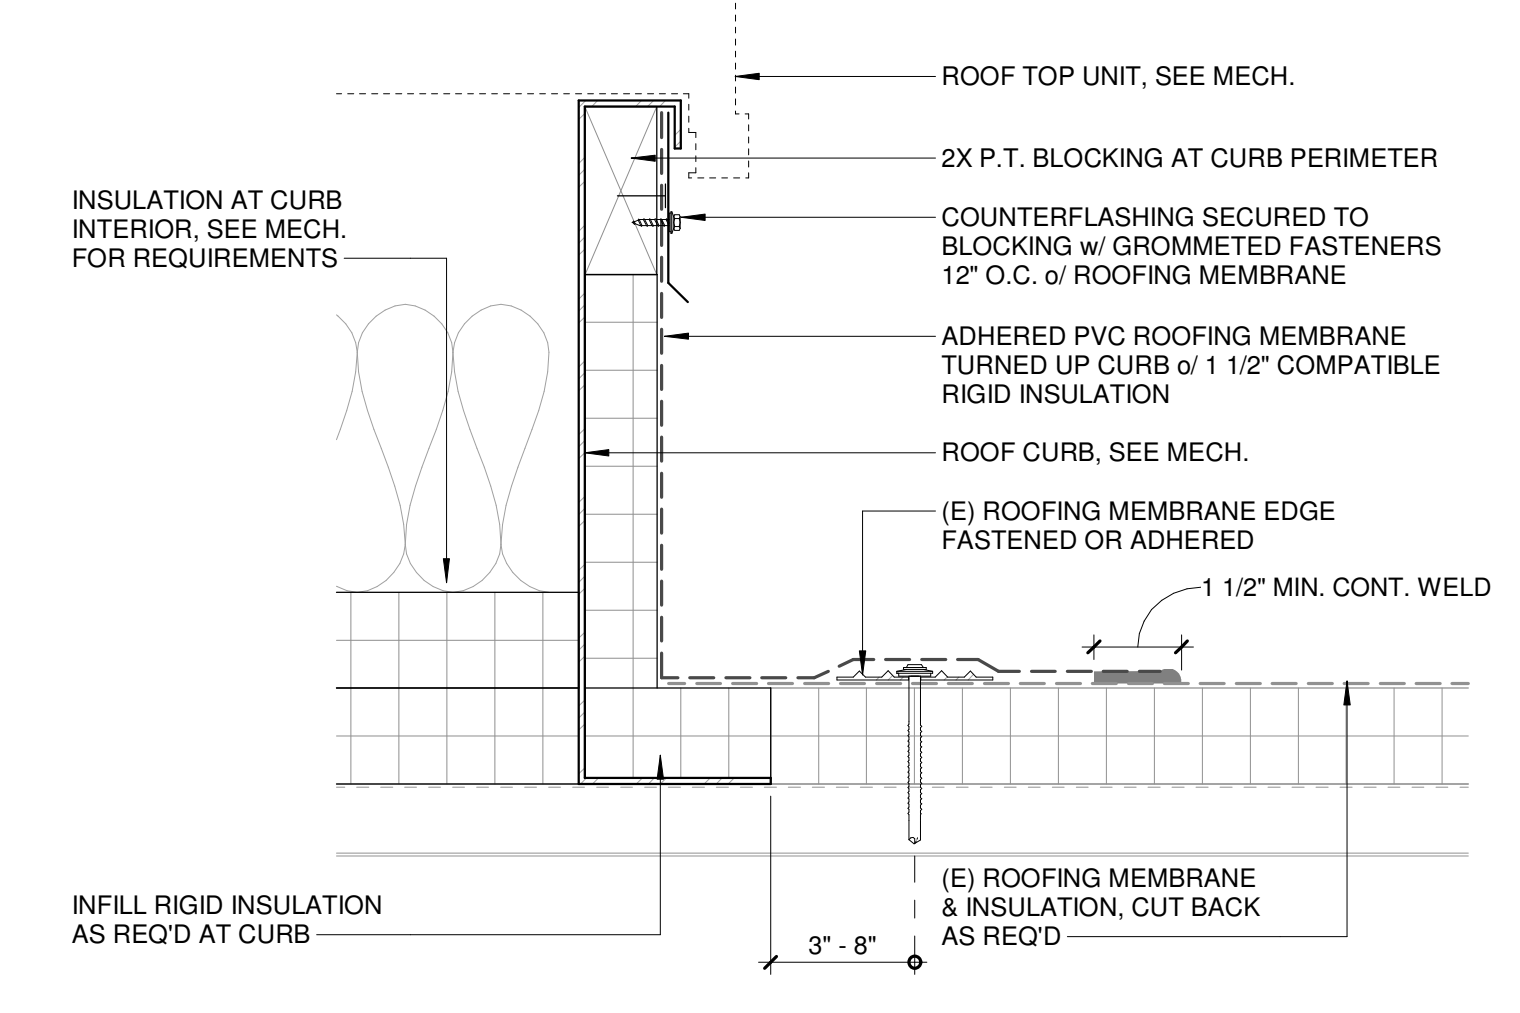 ROOF TOP UNIT, SEE MECH.
2X P.T. BLOCKING AT CURB PERIMETER
INSULATION AT CURB
INTERIOR, SEE MECH.
FOR REQUIREMENTS
COUNTERFLASHING SECURED TO
BLOCKING w/ GROMMETED FASTENERS
12" O.C. o/ ROOFING MEMBRANE
ADHERED PVC ROOFING MEMBRANE
TURNED UP CURB o/ 1 1/2" COMPATIBLE
RIGID INSULATION
ROOF CURB, SEE MECH.
(E) ROOFING MEMBRANE EDGE
FASTENED OR ADHERED
1 1/2" MIN. CONT. WELD
INFILL RIGID INSULATION
AS REQ'D AT CURB
(E) ROOFING MEMBRANE
& INSULATION, CUT BACK
AS REQ'D
3" - 8"